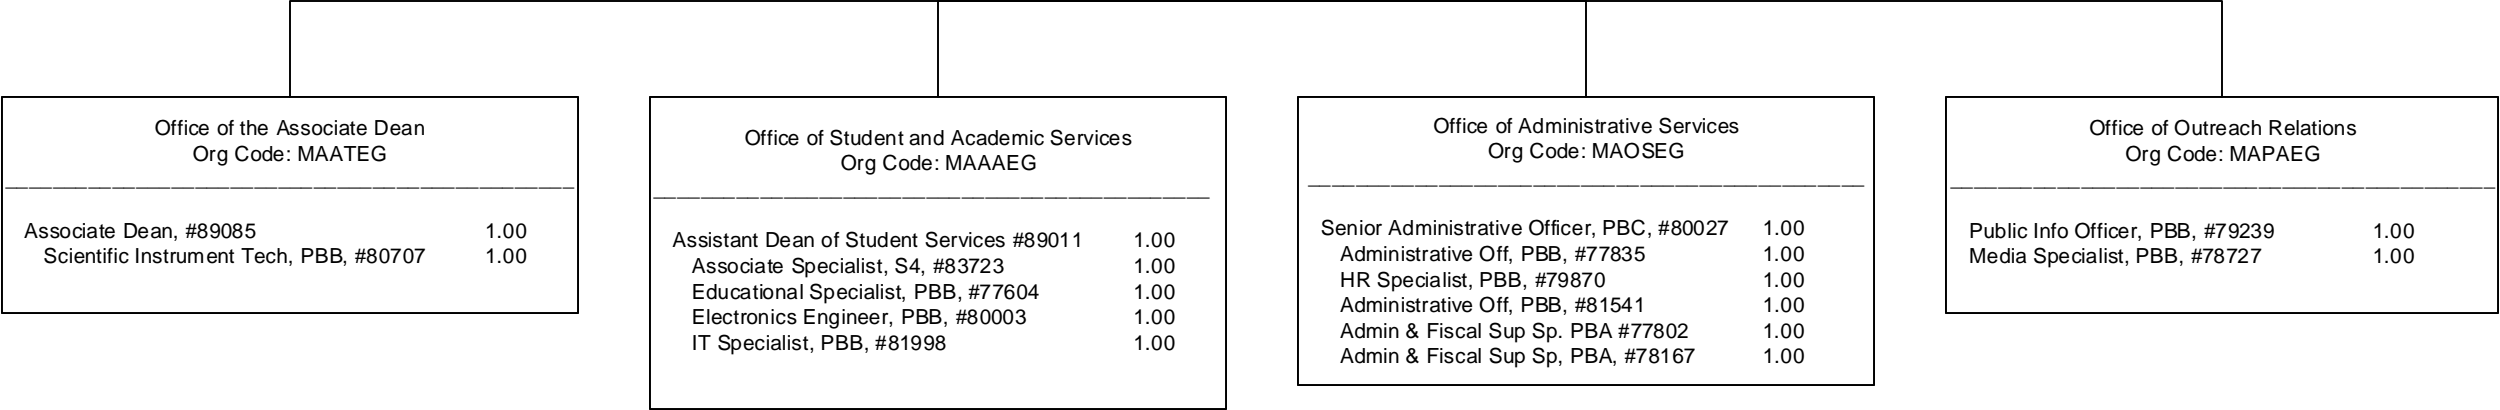 Office of the Associate Dean
Org Code: MAATEG
Associate Dean, #89085 1.00
Scientific Instrument Tech, PBB, #80707 1.00
Office of Student and Academic Services
Org Code: MAAAEG
Assistant Dean of Student Services #89011 1.00
Associate Specialist, S4, #83723 1.00
Educational Specialist, PBB, #77604 1.00
Electronics Engineer, PBB, #80003 1.00
IT Specialist, PBB, #81998 1.00
Office of Administrative Services
Org Code: MAOSEG
Senior Administrative Officer, PBC, #80027 1.00
Administrative Off, PBB, #77835 1.00
HR Specialist, PBB, #79870 1.00
Administrative Off, PBB, #81541 1.00
Admin & Fiscal Sup Sp. PBA #77802 1.00
Admin & Fiscal Sup Sp, PBA, #78167 1.00
Office of Outreach Relations
Org Code: MAPAEG
Public Info Officer, PBB, #79239 1.00
Media Specialist, PBB, #78727 1.00